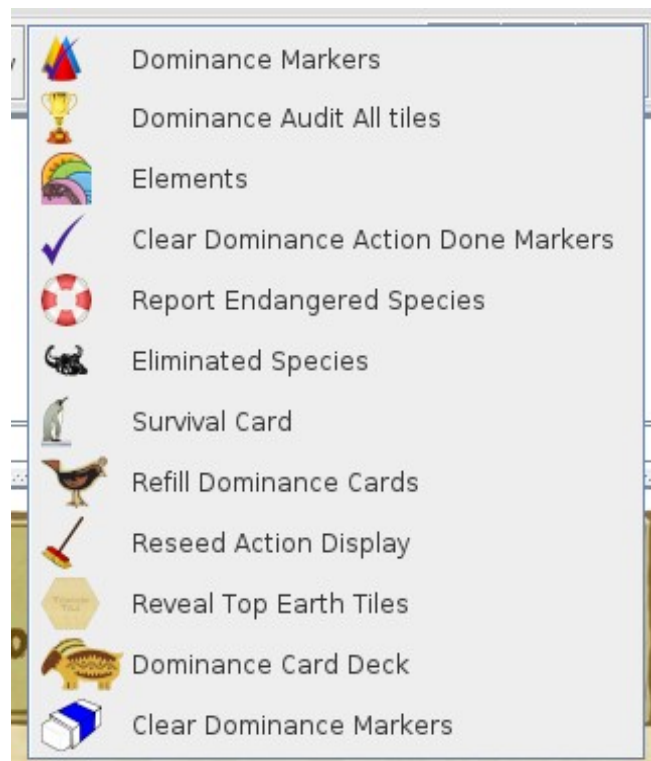 Dominance Markers
Dominance Audit All tiles
Elements
Clear Dominance Action Done Markers
Report Endangered Species
Eliminated Species
Survival Card
Refill Dominance Cards
Reseed Action Display
Reveal Top Earth Tiles
Dominance Card Deck
Clear Dominance Markers